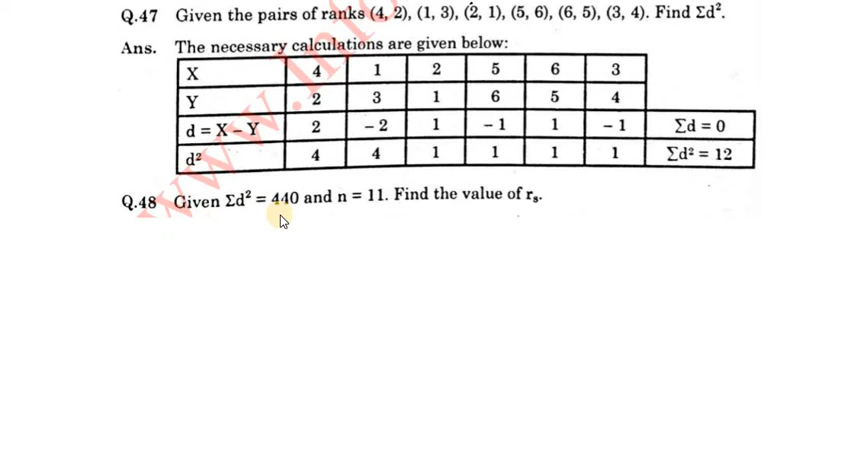 Q.47 Given the pairs of ranks (4, 2), (1, 3), (2, 1), (5, 6), (6, 5), (3, 4). Find Σd².
Ans. The necessary calculations are given below:
X 4 1 2 5 6 3
Y 2 3 1 6 5 4
d = X – Y 2 – 2 1 – 1 1 – 1 Σd = 0
d² 4 4 1 1 1 1 Σd² = 12
Q.48 Given Σd² = 440 and n = 11. Find the value of rₛ.
www.Info